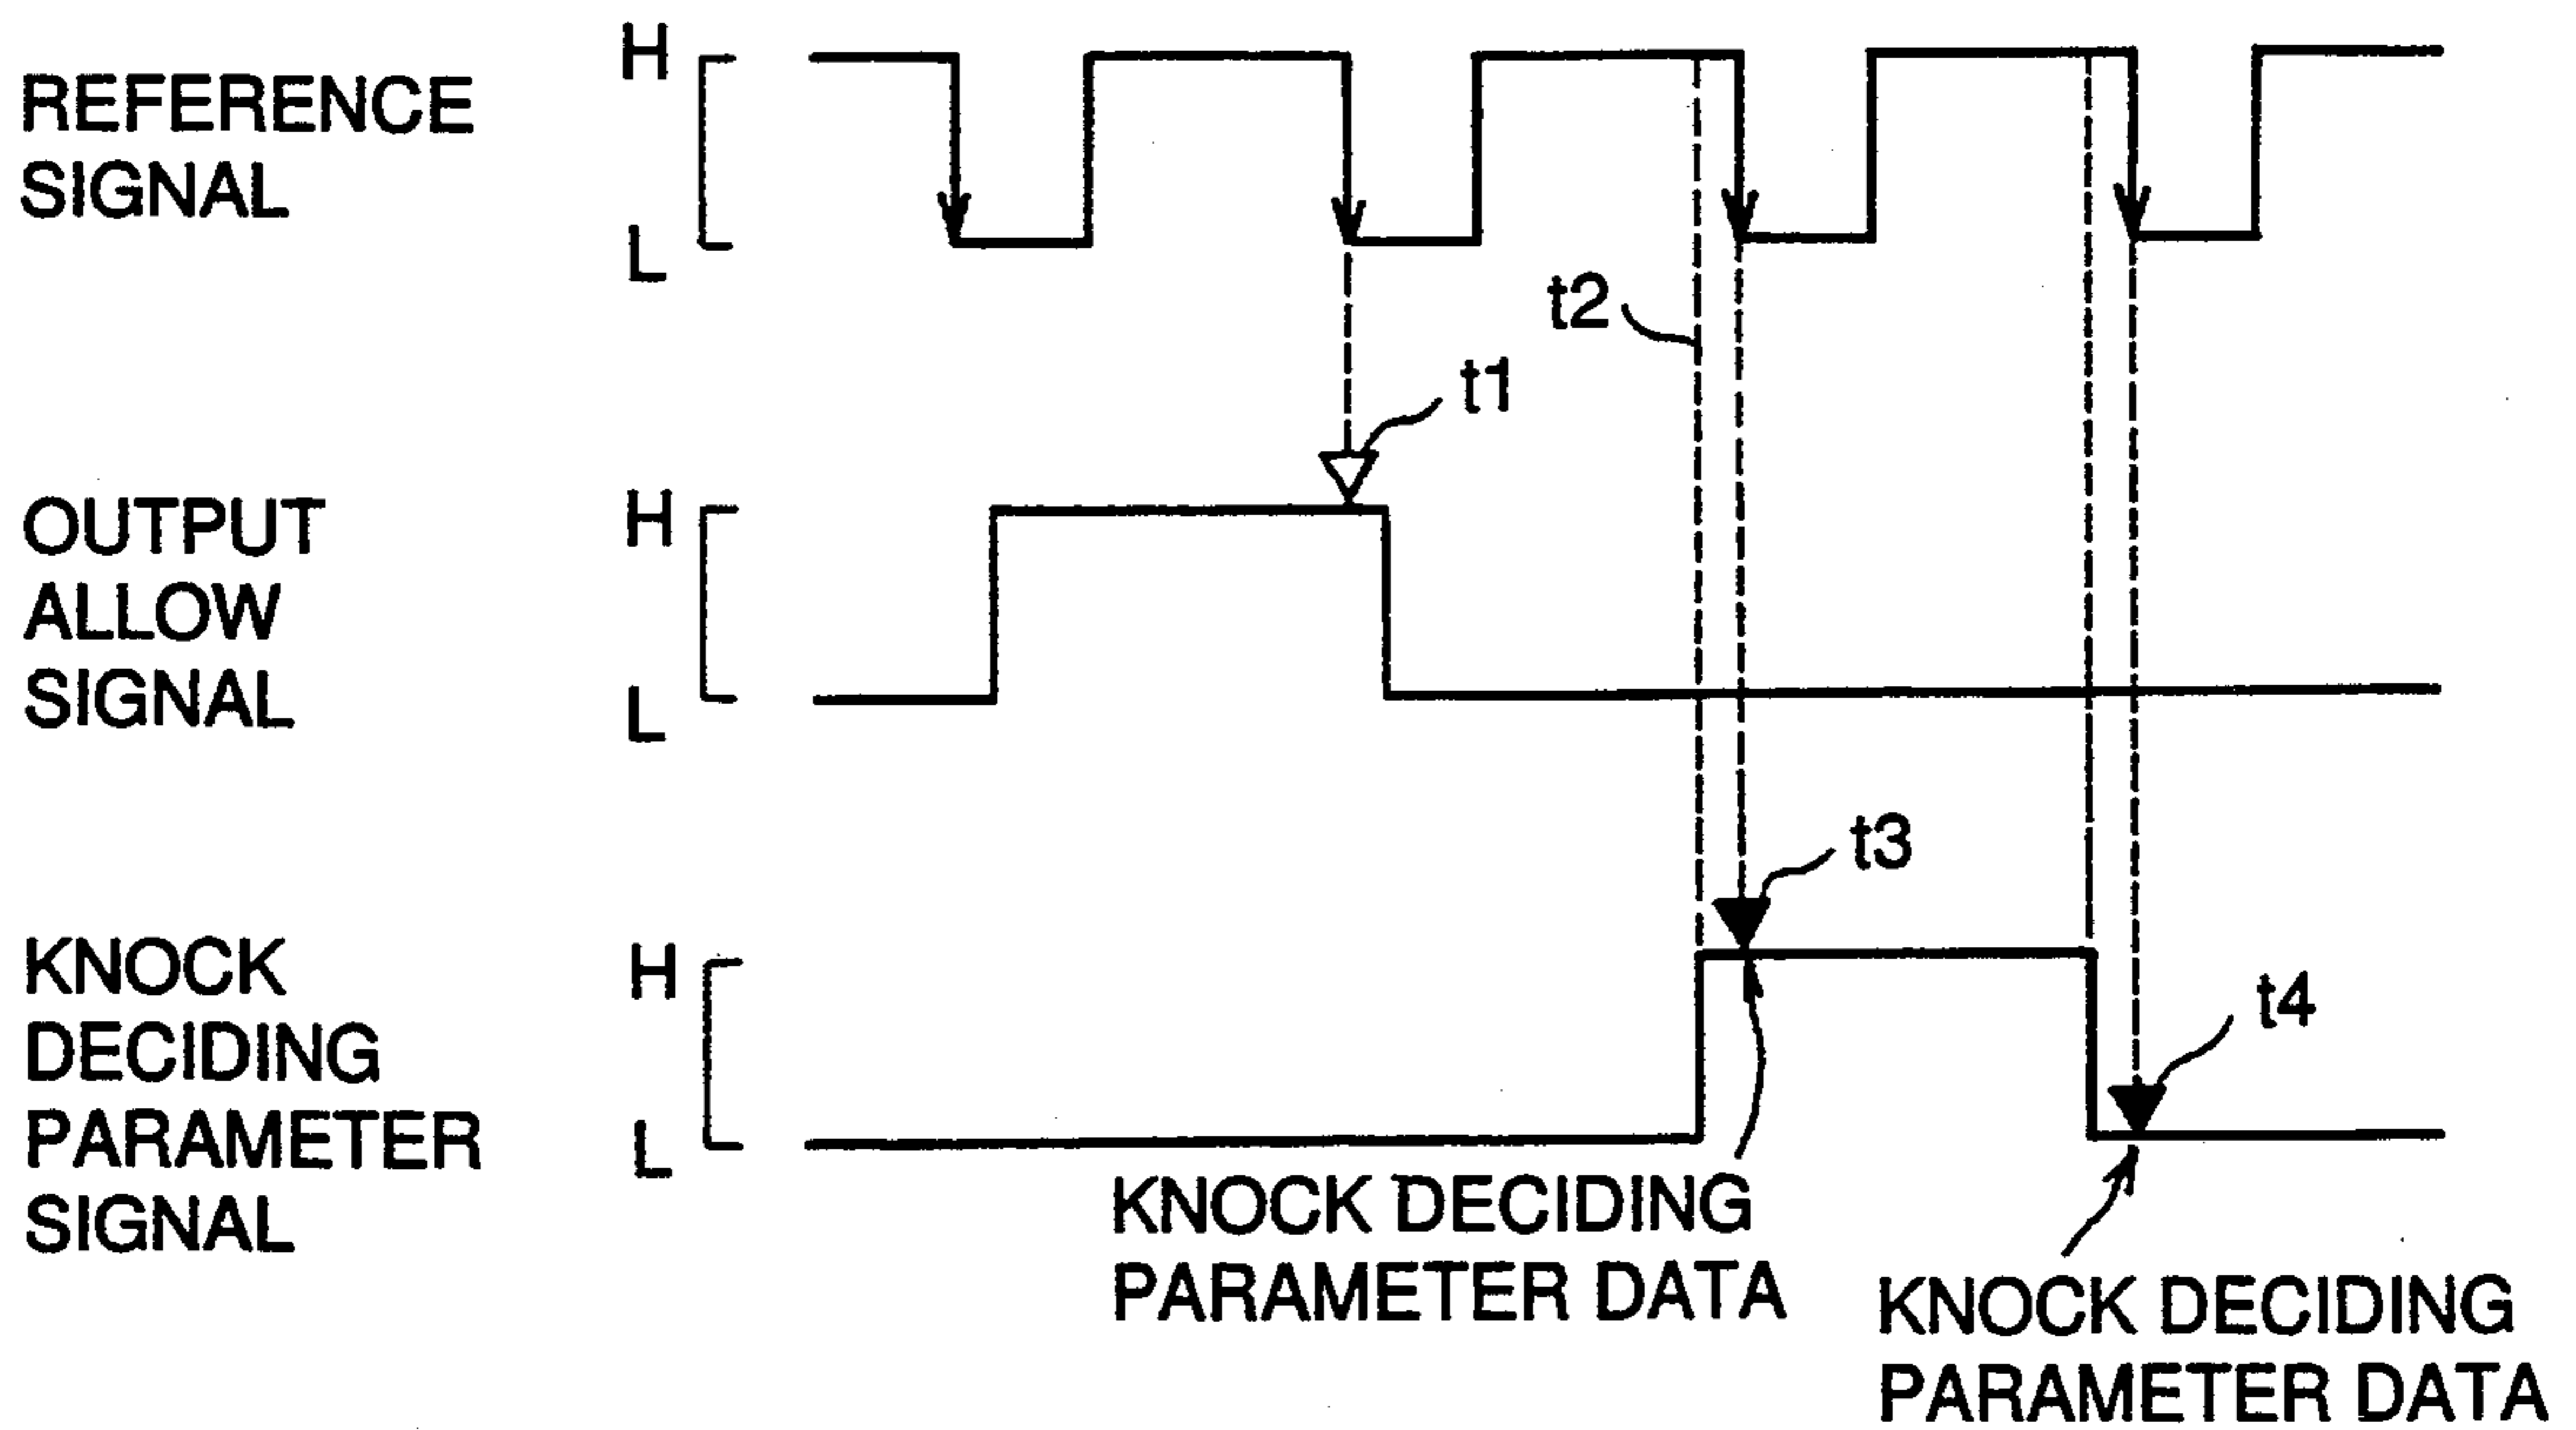 REFERENCE
SIGNAL
H
L
t2
t1
OUTPUT
ALLOW
SIGNAL
H
L
t3
KNOCK
DECIDING
PARAMETER
SIGNAL
H
L
t4
KNOCK DECIDING
PARAMETER DATA
KNOCK DECIDING
PARAMETER DATA